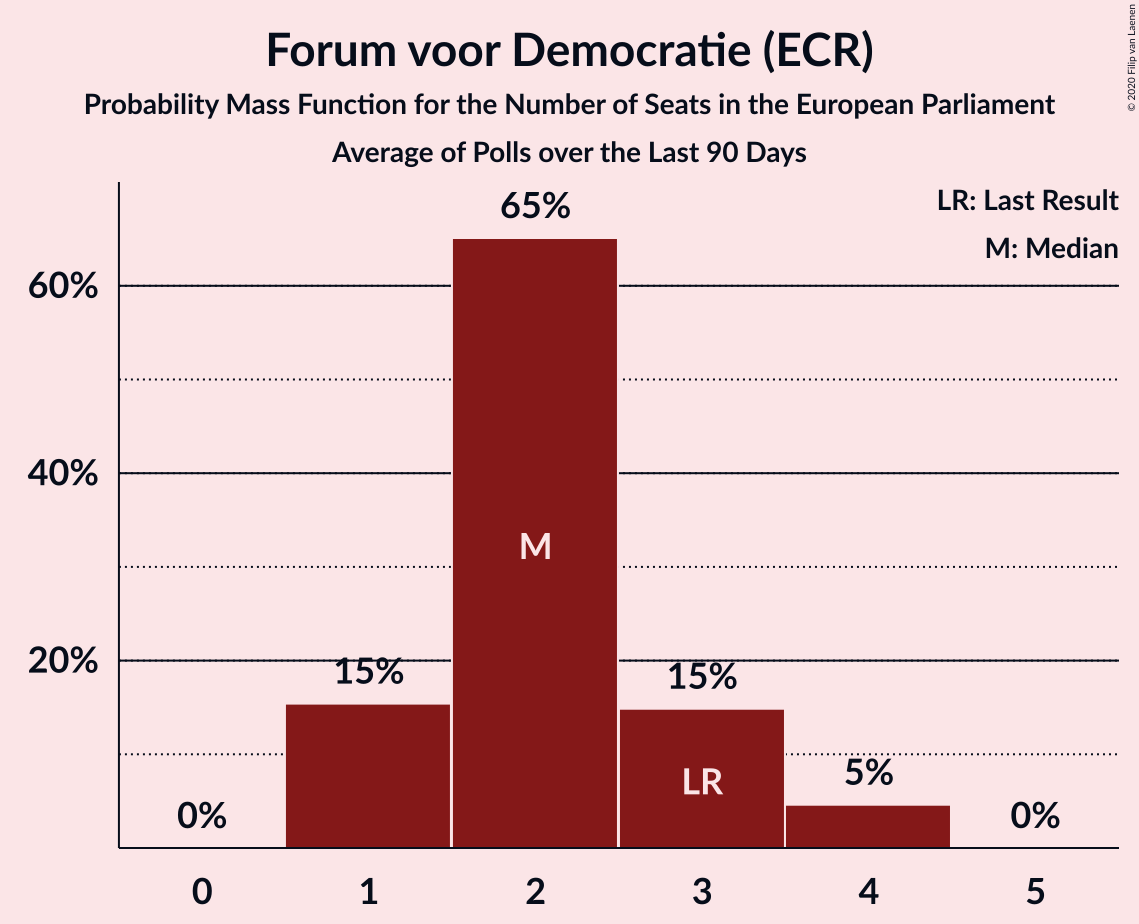 Forum voor Democratie (ECR)
Probability Mass Function for the Number of Seats in the European Parliament
Average of Polls over the Last 90 Days
© 2020 Filip van Laenen
LR: Last Result
M: Median
65%
60%
40%
M
20%
15%
15%
LR
5%
0%
0%
0 1 2 3 4 5